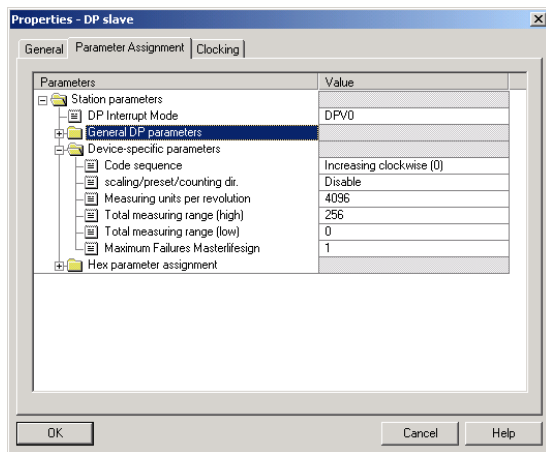 Properties - DP slave
General Parameter Assignment Clocking
Parameters Value
Station parameters
DP Interrupt Mode DPV0
General DP parameters
Device-specific parameters
Code sequence Increasing clockwise (0)
scaling/preset/counting dir. Disable
Measuring units per revolution 4096
Total measuring range (high) 256
Total measuring range (low) 0
Maximum Failures Masterlifesign 1
Hex parameter assignment
OK Cancel Help